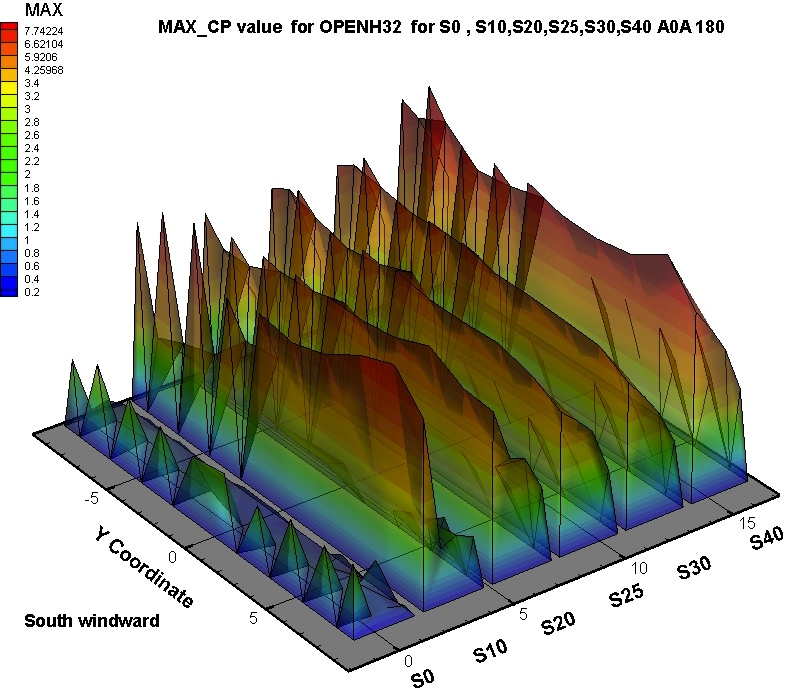 MAX
MAX_CP value for OPENH32 for S0 , S10,S20,S25,S30,S40 A0A 180
7.74224
6.62104
5.9206
4.25968
3.4
3.2
3
2.8
2.6
2.4
2.2
2
1.8
1.6
1.4
1.2
1
0.8
0.6
0.4
0.2
-5
0
5
Y Coordinate
South windward
0
5
10
15
S0
S10
S20
S25
S30
S40